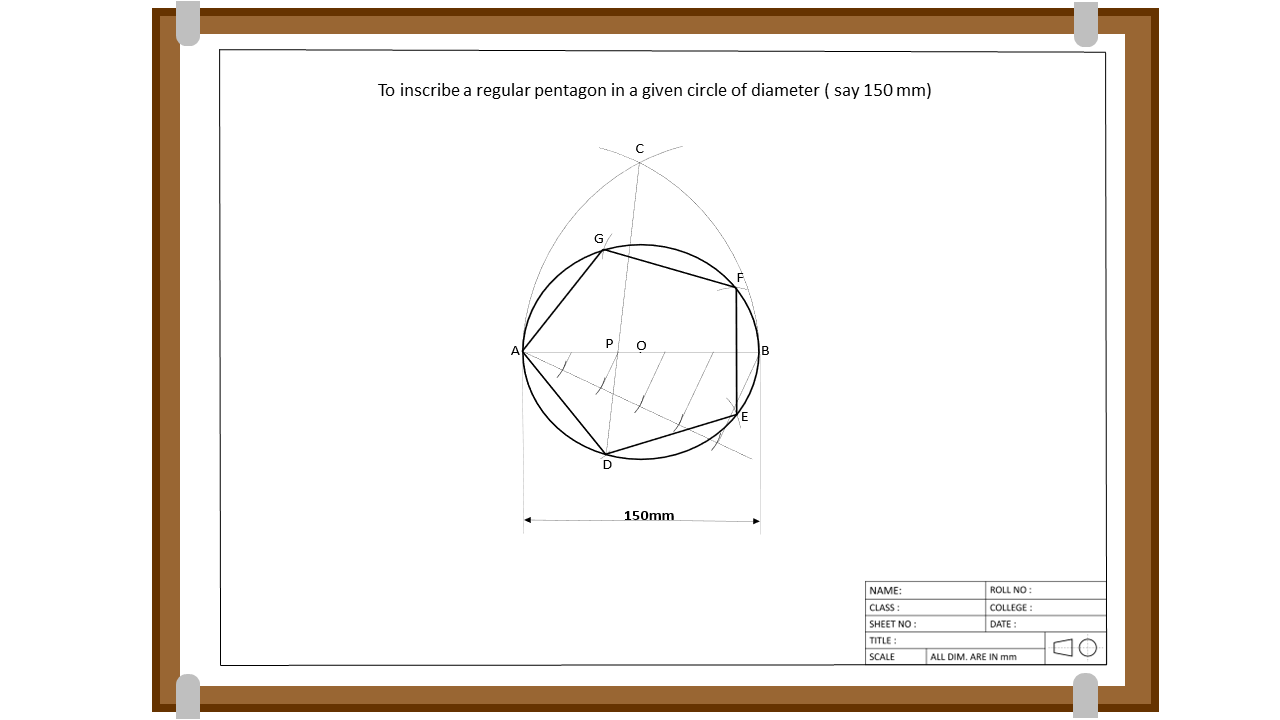 To inscribe a regular pentagon in a given circle of diameter ( say 150 mm)
C
G
F
A
P
O
B
E
D
150mm
NAME:
ROLL NO :
CLASS :
COLLEGE :
SHEET NO :
DATE :
TITLE :
SCALE
ALL DIM. ARE IN mm